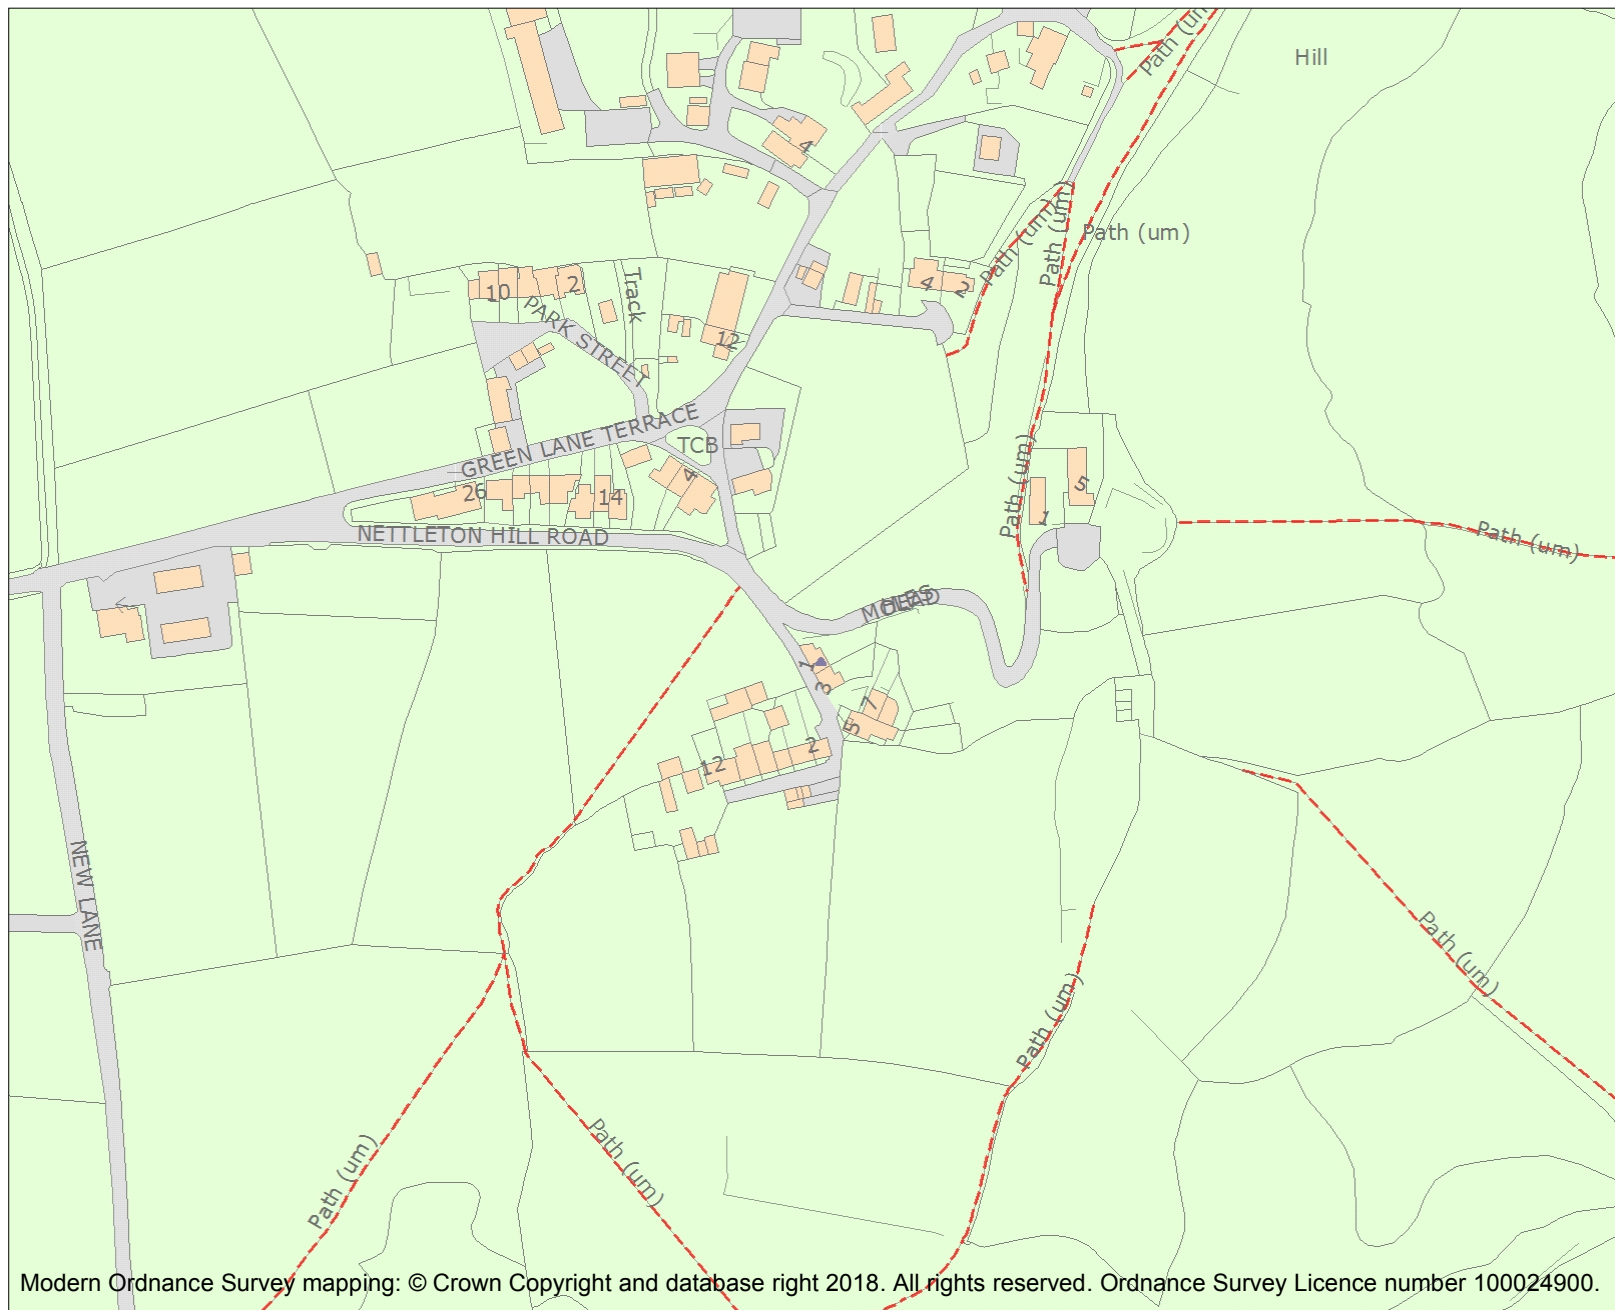 Path (um)
Hill
4
Path (um)
Path (um)
Path (um)
10
2
Track
4
2
PARK STREET
12
GREEN LANE TERRACE
TCB
26
14
4
Path (um)
5
1
NETTLETON HILL ROAD
Path (um)
MOLES
HEAD
1
3
7
5
2
12
NEW LANE
Path (um)
Path (um)
Path (um)
Path (um)
Modern Ordnance Survey mapping: © Crown Copyright and database right 2018. All rights reserved. Ordnance Survey Licence number 100024900.